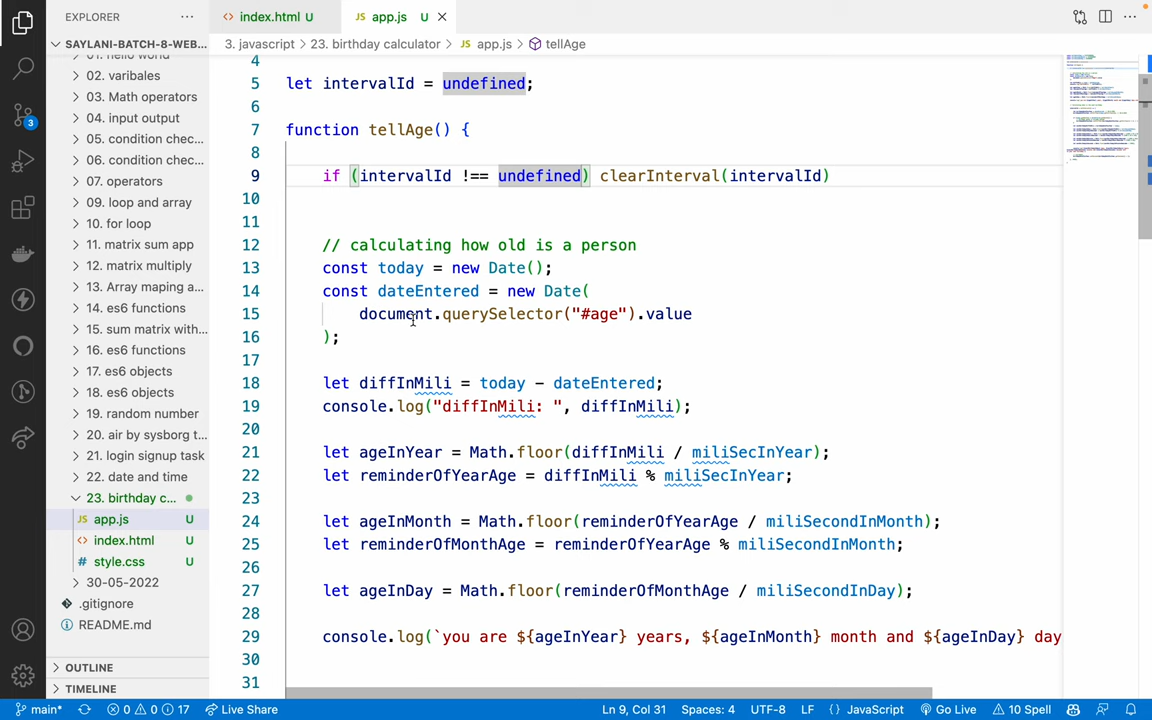 EXPLORER
index.html U
JS app.js U
SAYLANI-BATCH-8-WEB...
3. javascript > 23. birthday calculator > JS app.js > tellAge
01. hello world
02. varibales
03. Math operators
04. input output
05. condition chec...
06. condition chec...
07. operators
09. loop and array
10. for loop
11. matrix sum app
12. matrix multiply
13. Array maping a...
14. es6 functions
15. sum matrix with...
16. es6 functions
17. es6 objects
18. es6 objects
19. random number
20. air by sysborg t...
21. login signup task
22. date and time
23. birthday c...
JS app.js U
index.html U
# style.css U
30-05-2022
.gitignore
README.md
OUTLINE
TIMELINE
4
5 let intervalId = undefined;
6
7 function tellAge() {
8
9 if (intervalId !== undefined) clearInterval(intervalId)
10
11
12 // calculating how old is a person
13 const today = new Date();
14 const dateEntered = new Date(
15 document.querySelector("#age").value
16 );
17
18 let diffInMili = today - dateEntered;
19 console.log("diffInMili: ", diffInMili);
20
21 let ageInYear = Math.floor(diffInMili / miliSecInYear);
22 let reminderOfYearAge = diffInMili % miliSecInYear;
23
24 let ageInMonth = Math.floor(reminderOfYearAge / miliSecondInMonth);
25 let reminderOfMonthAge = reminderOfYearAge % miliSecondInMonth;
26
27 let ageInDay = Math.floor(reminderOfMonthAge / miliSecondInDay);
28
29 console.log(`you are ${ageInYear} years, ${ageInMonth} month and ${ageInDay} day
30
31
3
main* 0 0 17 Live Share Ln 9, Col 31 Spaces: 4 UTF-8 LF {} JavaScript Go Live 10 Spell